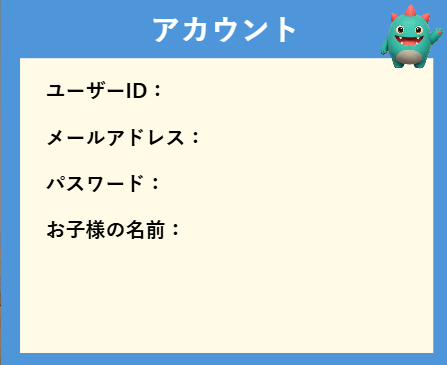 アカウント
ユーザーID：
メールアドレス：
パスワード：
お子様の名前：